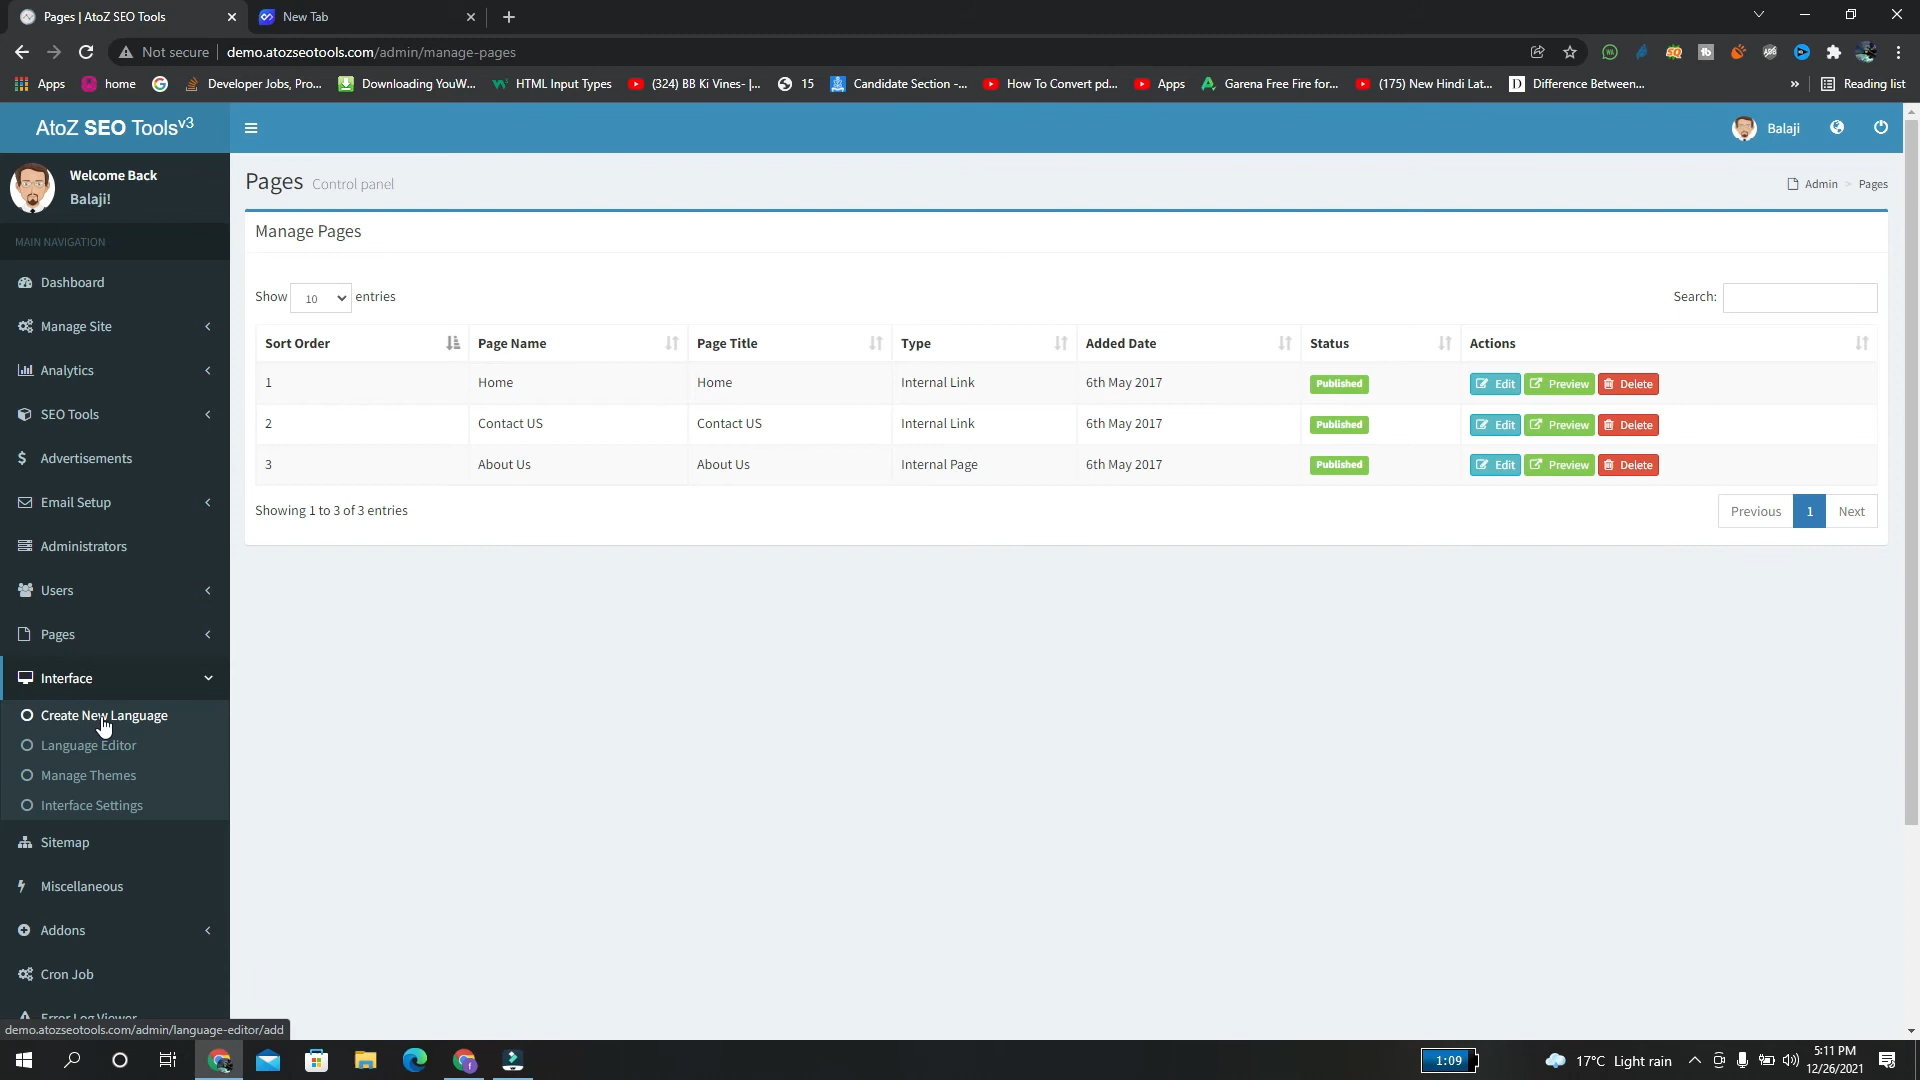 Pages | AtoZ SEO Tools
New Tab
Not secure
demo.atozseotools.com/admin/manage-pages
Apps
home
Developer Jobs, Pro...
Downloading YouW...
HTML Input Types
(324) BB Ki Vines- |...
15
Candidate Section -...
How To Convert pd...
Apps
Garena Free Fire for...
(175) New Hindi Lat...
Difference Between...
»
Reading list
AtoZ SEO Tools v3
Balaji
Welcome Back
Balaji!
Pages Control panel
Admin > Pages
MAIN NAVIGATION
Dashboard
Manage Site
Analytics
SEO Tools
Advertisements
Email Setup
Administrators
Users
Pages
Interface
Create New Language
Language Editor
Manage Themes
Interface Settings
Sitemap
Miscellaneous
Addons
Cron Job
Error Log Viewer
Manage Pages
Show 10 entries
Search:
Sort Order Page Name Page Title Type Added Date Status Actions
1 Home Home Internal Link 6th May 2017 Published Edit Preview Delete
2 Contact US Contact US Internal Link 6th May 2017 Published Edit Preview Delete
3 About Us About Us Internal Page 6th May 2017 Published Edit Preview Delete
Showing 1 to 3 of 3 entries
Previous 1 Next
demo.atozseotools.com/admin/language-editor/add
1:09
17°C Light rain
5:11 PM
12/26/2021